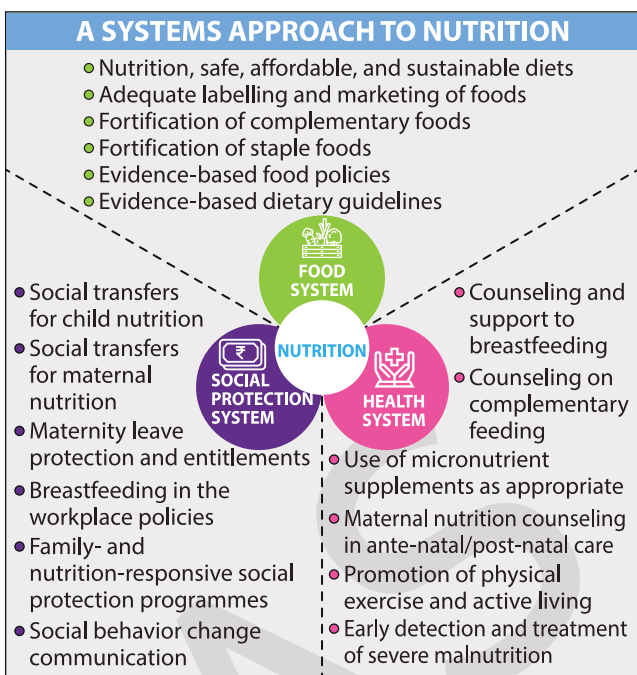 A SYSTEMS APPROACH TO NUTRITION
Nutrition, safe, affordable, and sustainable diets
Adequate labelling and marketing of foods
Fortification of complementary foods
Fortification of staple foods
Evidence-based food policies
Evidence-based dietary guidelines
FOOD
SYSTEM
NUTRITION
₹
SOCIAL
PROTECTION
SYSTEM
HEALTH
SYSTEM
Social transfers
for child nutrition
Social transfers
for maternal
nutrition
Maternity leave
protection and entitlements
Breastfeeding in the
workplace policies
Family- and
nutrition-responsive social
protection programmes
Social behavior change
communication
Counseling and
support to
breastfeeding
Counseling on
complementary
feeding
Use of micronutrient
supplements as appropriate
Maternal nutrition counseling
in ante-natal/post-natal care
Promotion of physical
exercise and active living
Early detection and treatment
of severe malnutrition